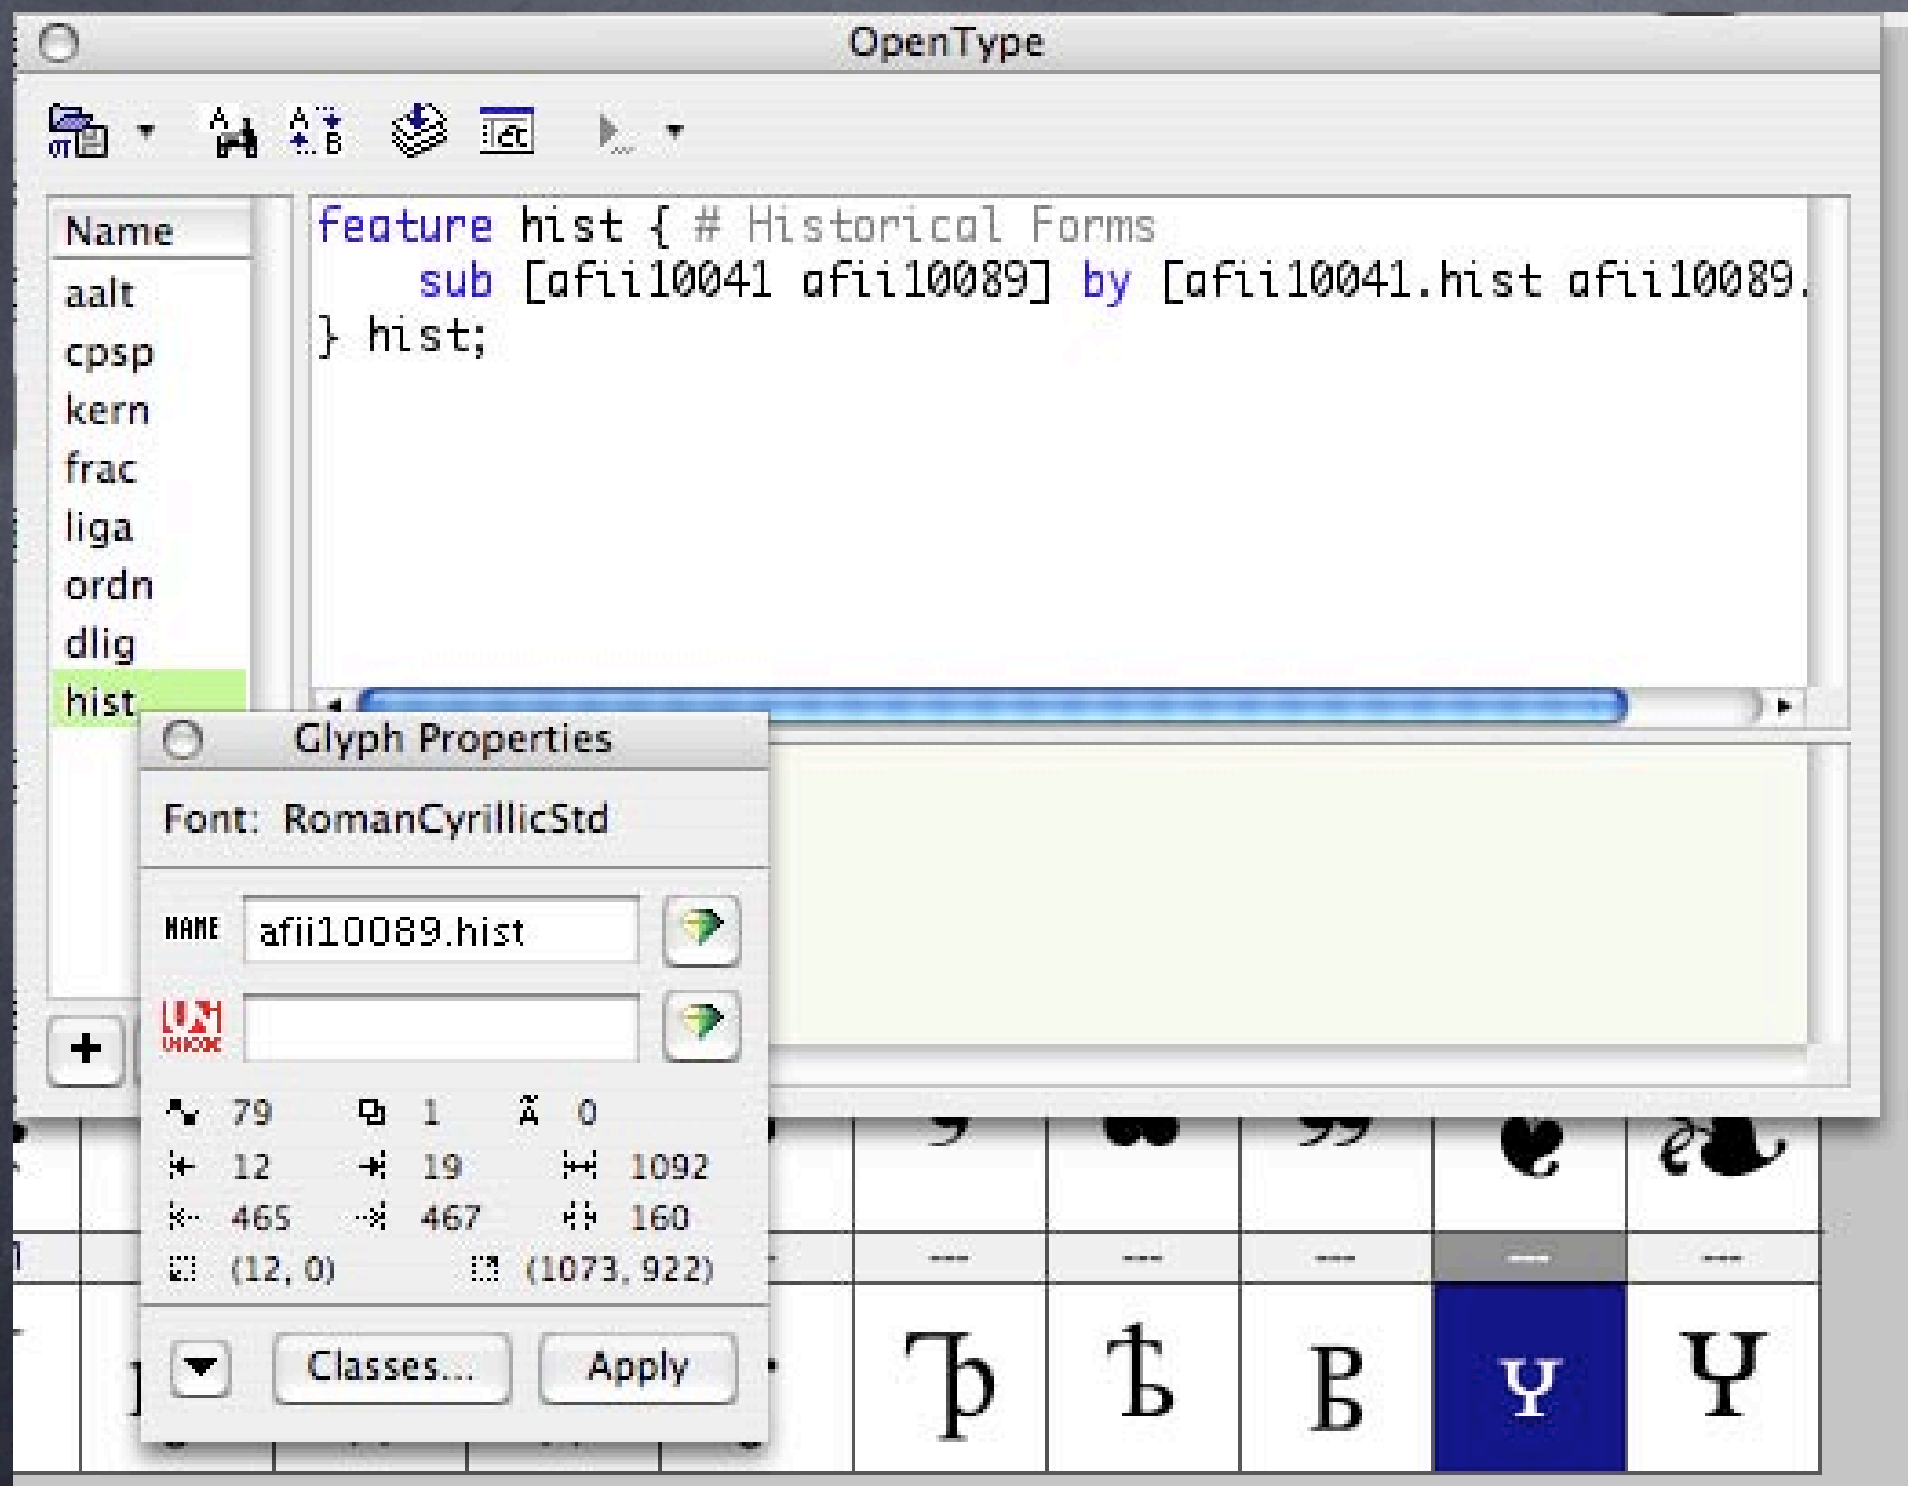 OpenType
Name
aalt
cpsp
kern
frac
liga
ordn
dlig
hist
feature hist { # Historical Forms
sub [afii10041 afii10089] by [afii10041.hist afii10089.
} hist;
Glyph Properties
Font: RomanCyrillicStd
NAME afii10089.hist
UNICODE
79 1 0
12 19 1092
465 467 160
(12, 0) (1073, 922)
Classes... Apply